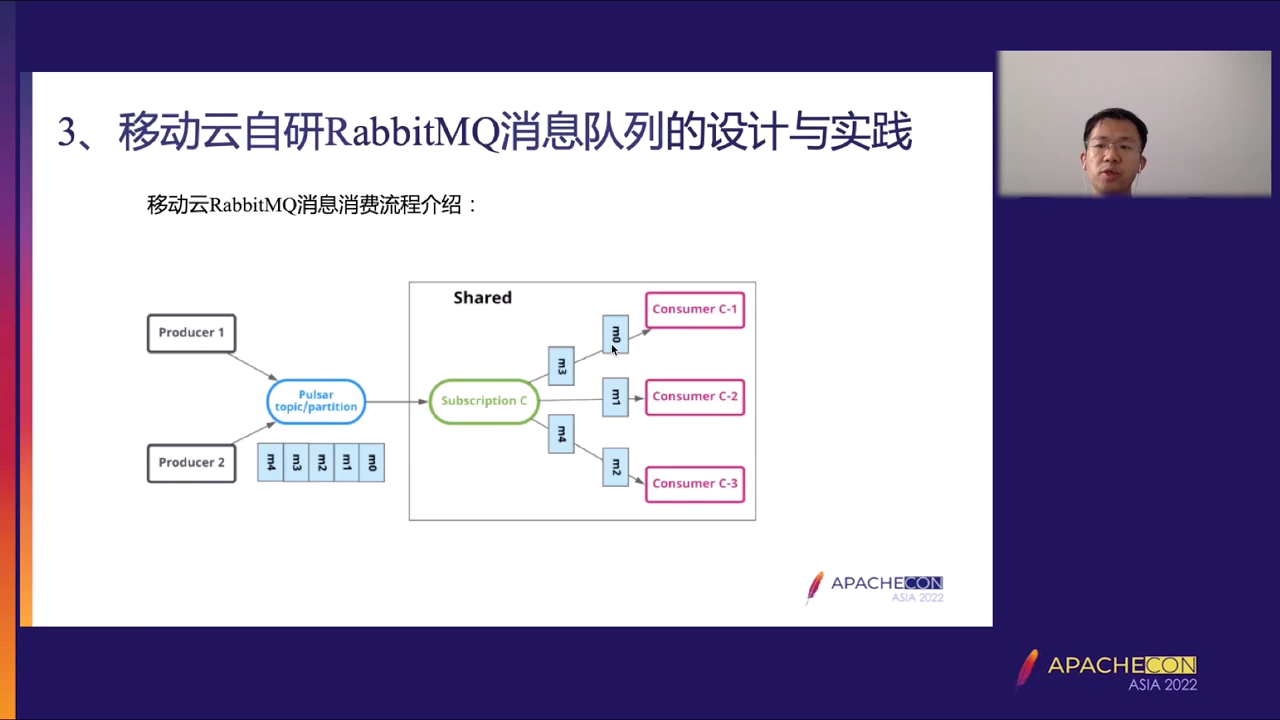 3、移动云自研RabbitMQ消息队列的设计与实践
移动云RabbitMQ消息消费流程介绍：
Shared
Producer 1
Producer 2
Pulsar
topic/partition
m4 m3 m2 m1 m0
Subscription C
m3
m0
m1
m4
m2
Consumer C-1
Consumer C-2
Consumer C-3
APACHECON
ASIA 2022
APACHECON
ASIA 2022